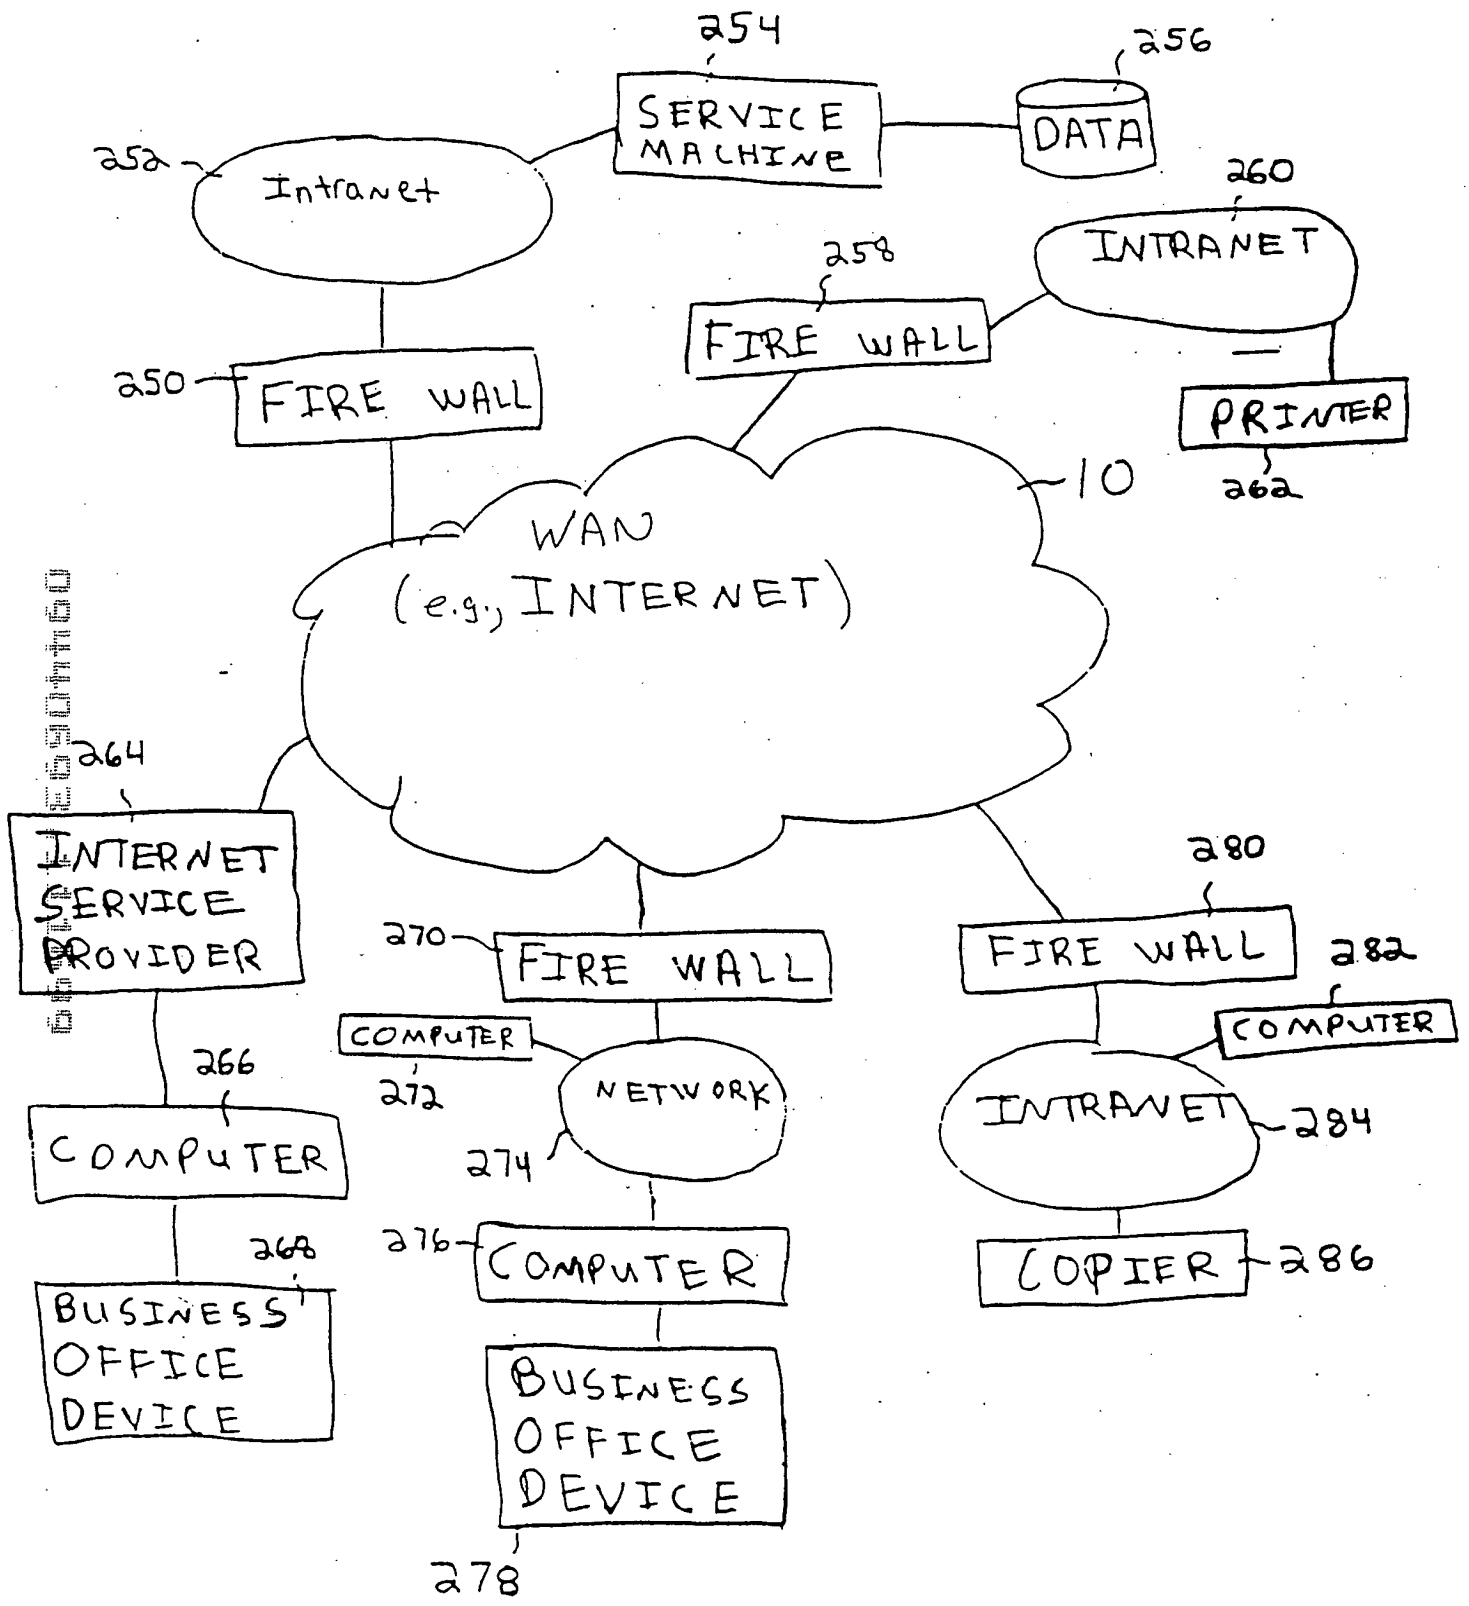 254
256
SERVICE
MACHINE
DATA
252
Intranet
260
INTRANET
258
FIRE WALL
250
FIRE WALL
PRINTER
262
10
WAN
(e.g., INTERNET)
264
INTERNET
SERVICE
PROVIDER
280
270
FIRE WALL
FIRE WALL
282
COMPUTER
COMPUTER
272
266
NETWORK
INTRANET
284
274
COMPUTER
276
COMPUTER
268
COPIER
286
BUSINESS
OFFICE
DEVICE
BUSINESS
OFFICE
DEVICE
278